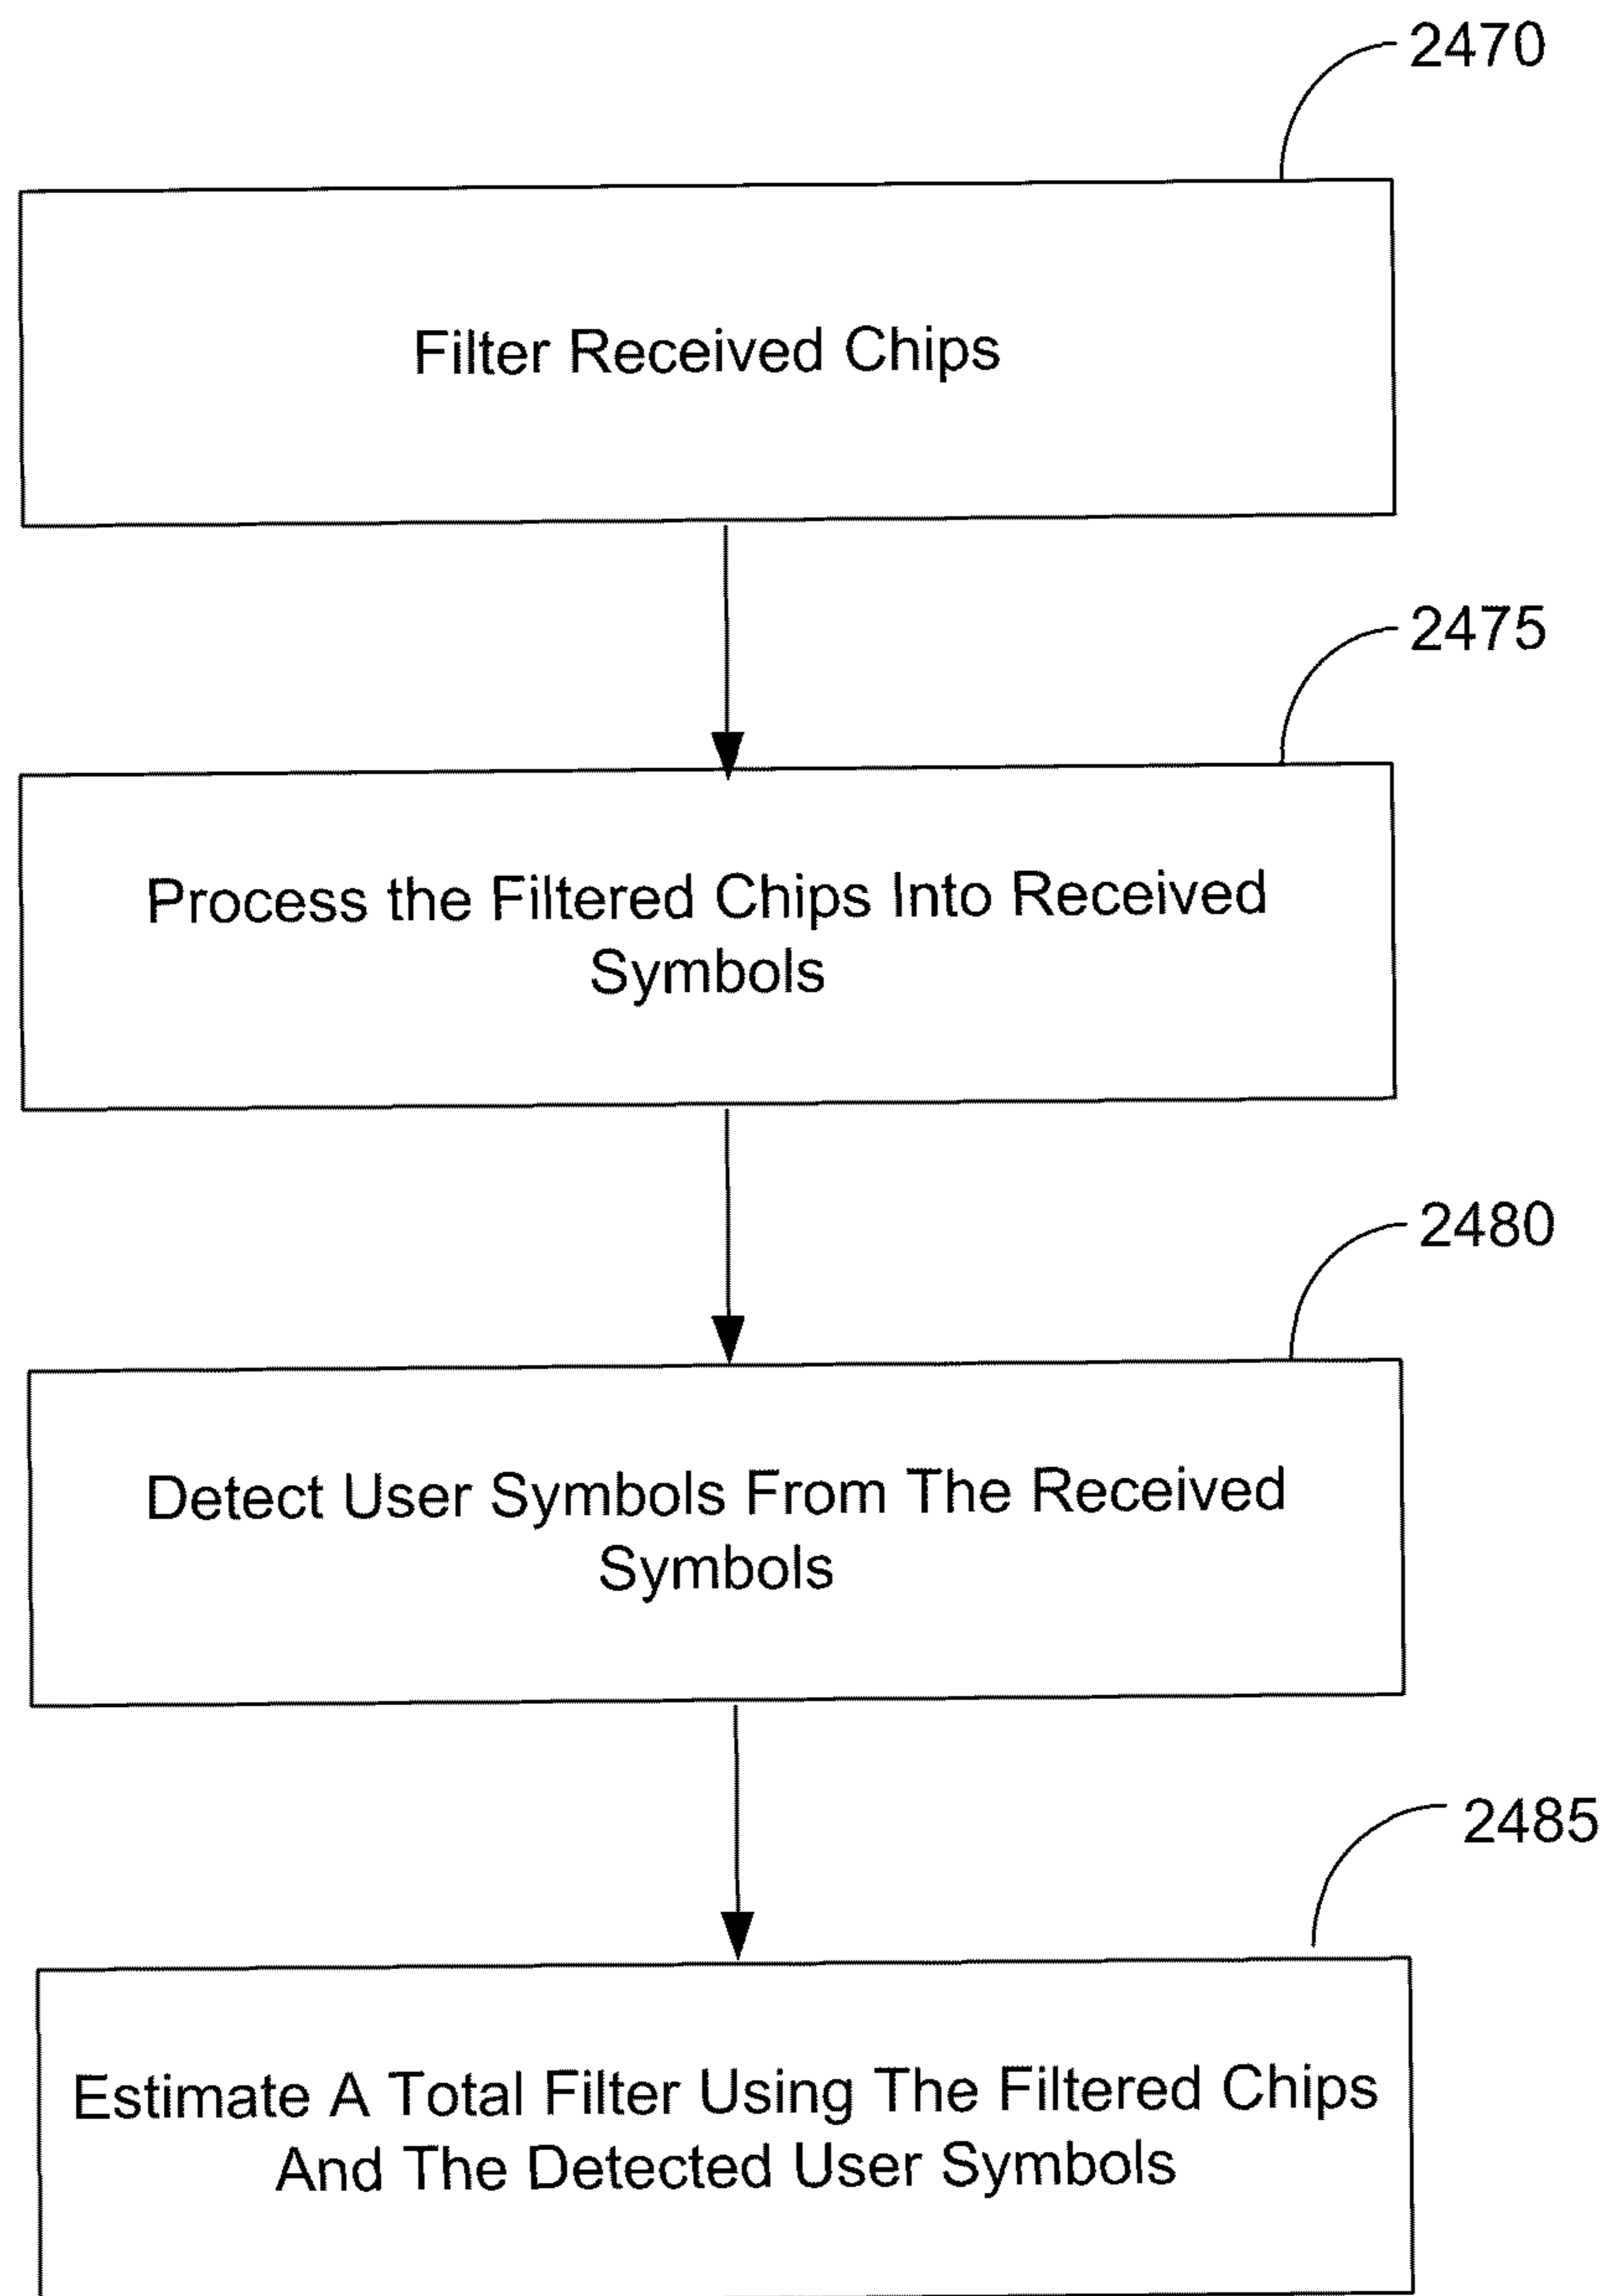 2470
Filter Received Chips
2475
Process the Filtered Chips Into Received
Symbols
2480
Detect User Symbols From The Received
Symbols
2485
Estimate A Total Filter Using The Filtered Chips
And The Detected User Symbols